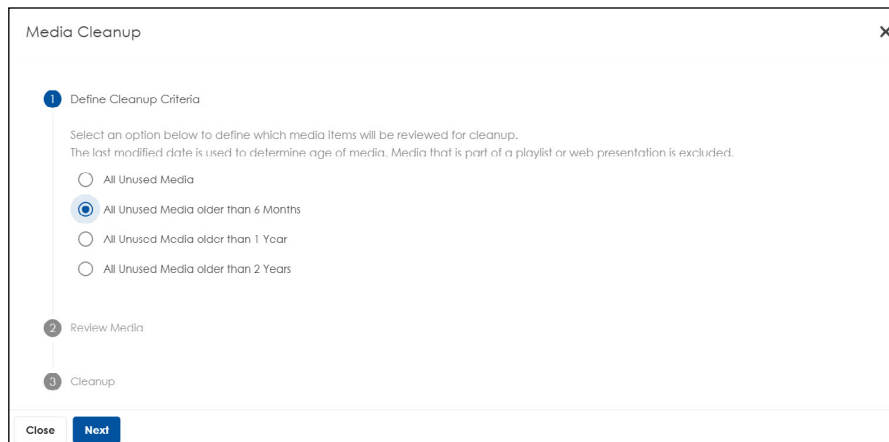 Media Cleanup
1 Define Cleanup Criteria
Select an option below to define which media items will be reviewed for cleanup.
The last modified date is used to determine age of media. Media that is part of a playlist or web presentation is excluded.
All Unused Media
All Unused Media older than 6 Months
All Unused Media older than 1 Year
All Unused Media older than 2 Years
2 Review Media
3 Cleanup
Close Next